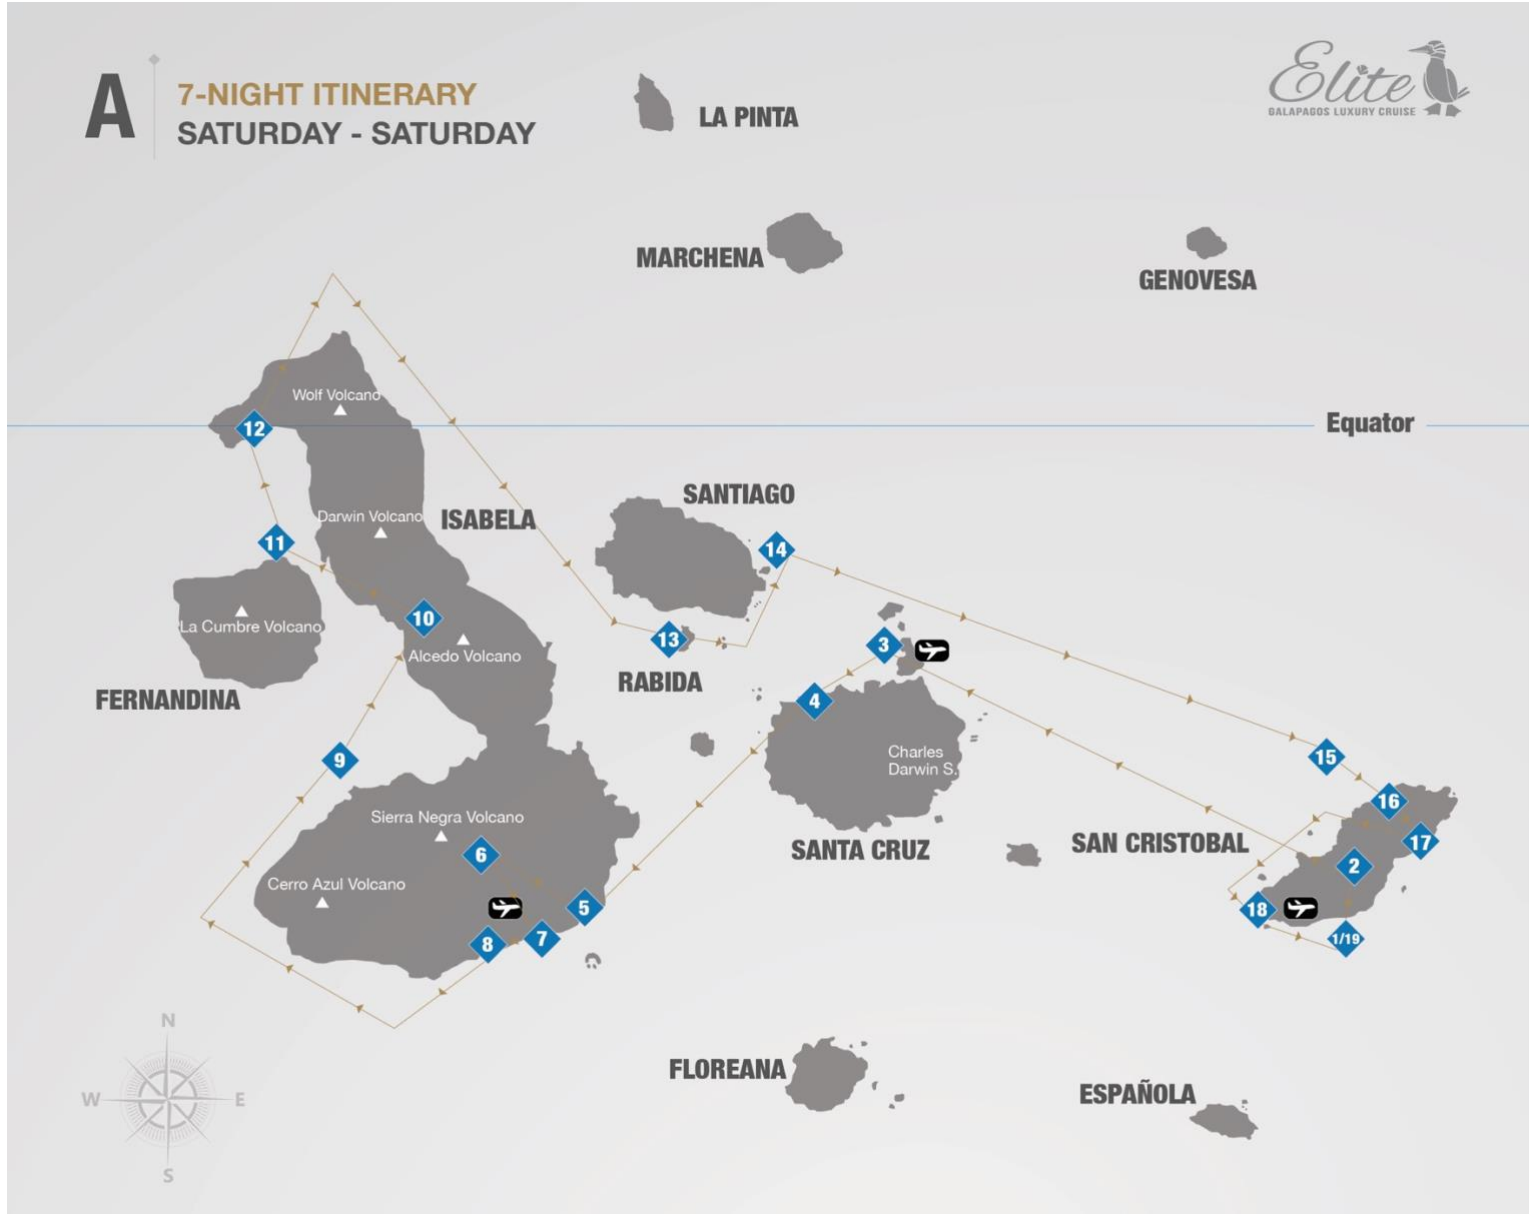 A
7-NIGHT ITINERARY
SATURDAY - SATURDAY
Elite
GALAPAGOS LUXURY CRUISE
LA PINTA
MARCHENA
GENOVESA
Wolf Volcano
12
Equator
SANTIAGO
Darwin Volcano
ISABELA
11
14
10
La Cumbre Volcano
13
3
Alcedo Volcano
RABIDA
FERNANDINA
4
9
Charles
Darwin S.
15
16
Sierra Negra Volcano
SANTA CRUZ
SAN CRISTOBAL
17
6
2
Cerro Azul Volcano
5
18
8
7
1/19
N
W
E
S
FLOREANA
ESPAÑOLA